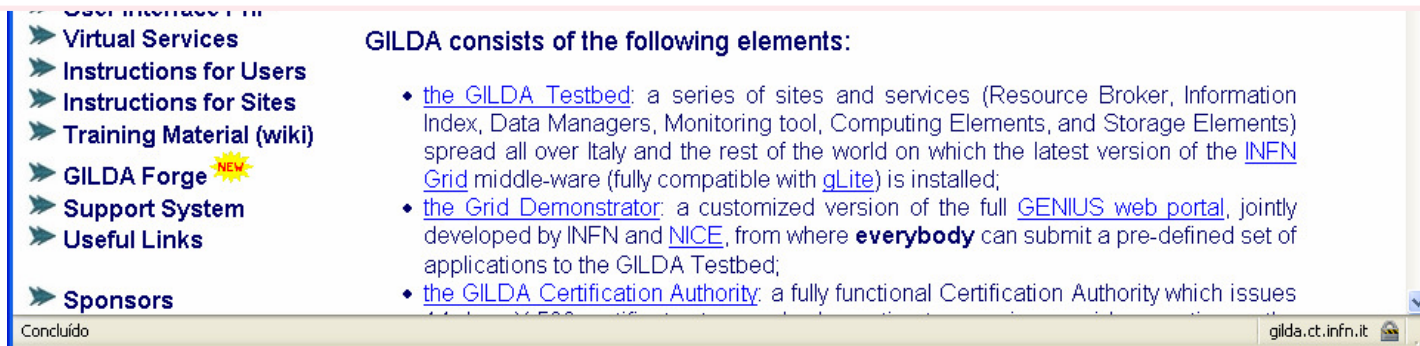 Virtual Services
Instructions for Users
Instructions for Sites
Training Material (wiki)
GILDA Forge NEW
Support System
Useful Links
Sponsors
GILDA consists of the following elements:
• the GILDA Testbed: a series of sites and services (Resource Broker, Information
Index, Data Managers, Monitoring tool, Computing Elements, and Storage Elements)
spread all over Italy and the rest of the world on which the latest version of the INFN
Grid middle-ware (fully compatible with gLite) is installed;
• the Grid Demonstrator: a customized version of the full GENIUS web portal, jointly
developed by INFN and NICE, from where everybody can submit a pre-defined set of
applications to the GILDA Testbed;
• the GILDA Certification Authority: a fully functional Certification Authority which issues
Concluído
gilda.ct.infn.it